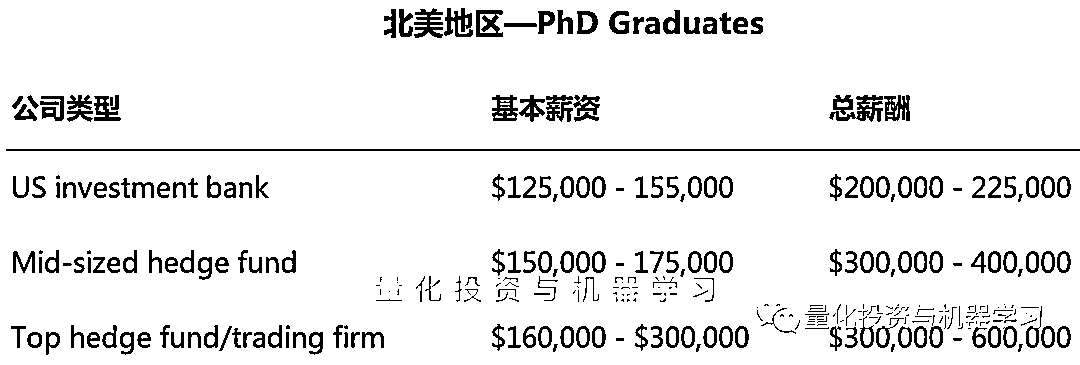 北美地区—PhD Graduates
公司类型 基本薪资 总薪酬
US investment bank $125,000 - 155,000 $200,000 - 225,000
Mid-sized hedge fund $150,000 - 175,000 $300,000 - 400,000
量化投资与机器学习
量化投资与机器学习
Top hedge fund/trading firm $160,000 - $300,000 $300,000 - 600,000